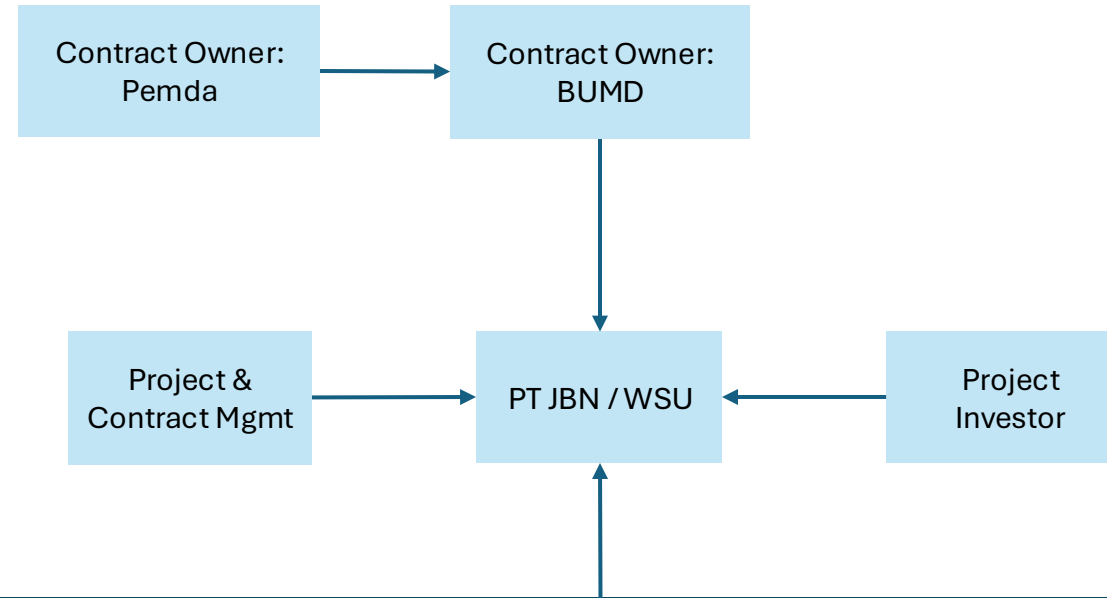 Contract Owner:
Pemda
Contract Owner:
BUMD
Project &
Contract Mgmt
PT JBN / WSU
Project
Investor